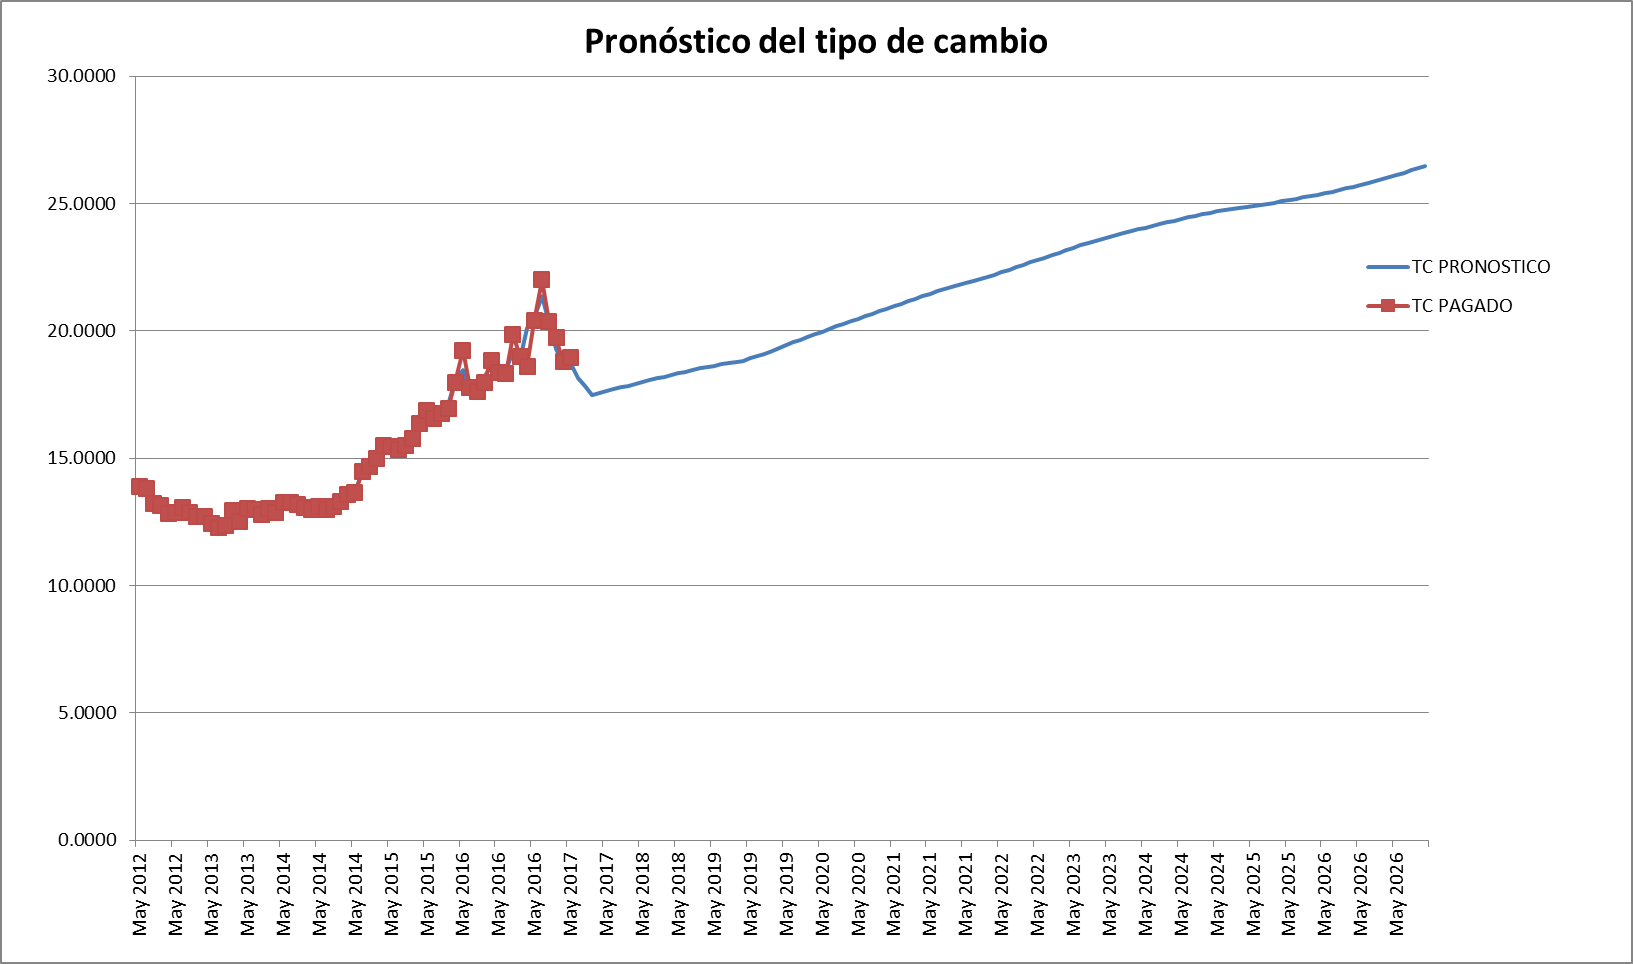 Pronóstico del tipo de cambio
30.0000
25.0000
20.0000
15.0000
10.0000
5.0000
0.0000
TC PRONOSTICO
TC PAGADO
May 2012
May 2012
May 2013
May 2013
May 2014
May 2014
May 2014
May 2015
May 2015
May 2016
May 2016
May 2016
May 2017
May 2017
May 2018
May 2018
May 2019
May 2019
May 2019
May 2020
May 2020
May 2021
May 2021
May 2021
May 2022
May 2022
May 2023
May 2023
May 2024
May 2024
May 2024
May 2025
May 2025
May 2026
May 2026
May 2026